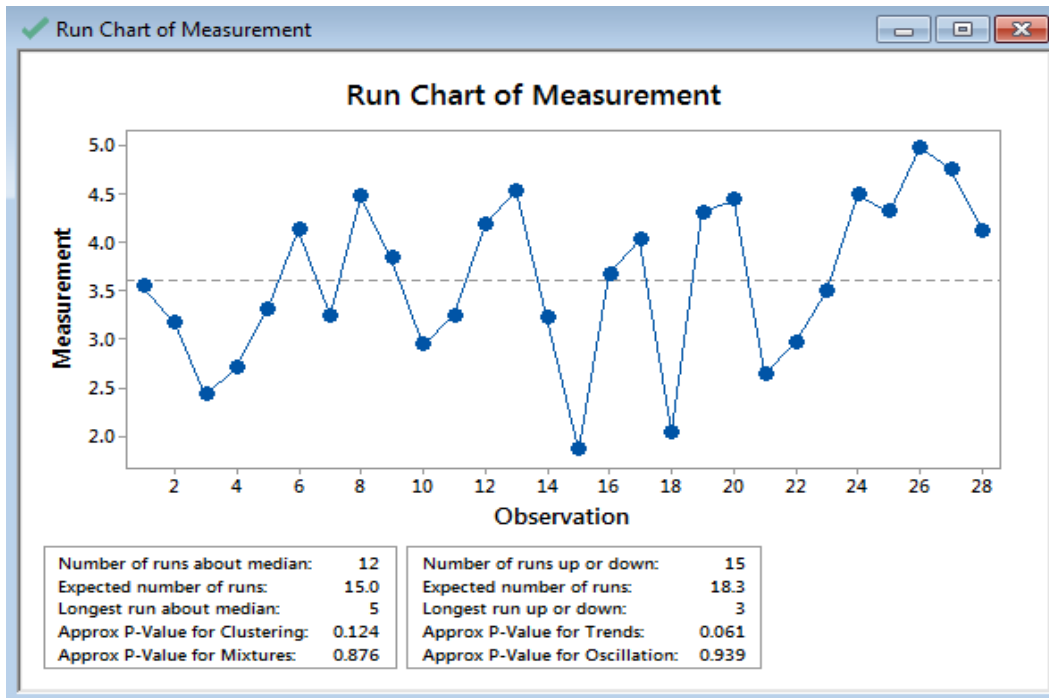 Run Chart of Measurement
Run Chart of Measurement
Measurement
5.0
4.5
4.0
3.5
3.0
2.5
2.0
2 4 6 8 10 12 14 16 18 20 22 24 26 28
Observation
Number of runs about median: 12
Expected number of runs: 15.0
Longest run about median: 5
Approx P-Value for Clustering: 0.124
Approx P-Value for Mixtures: 0.876
Number of runs up or down: 15
Expected number of runs: 18.3
Longest run up or down: 3
Approx P-Value for Trends: 0.061
Approx P-Value for Oscillation: 0.939